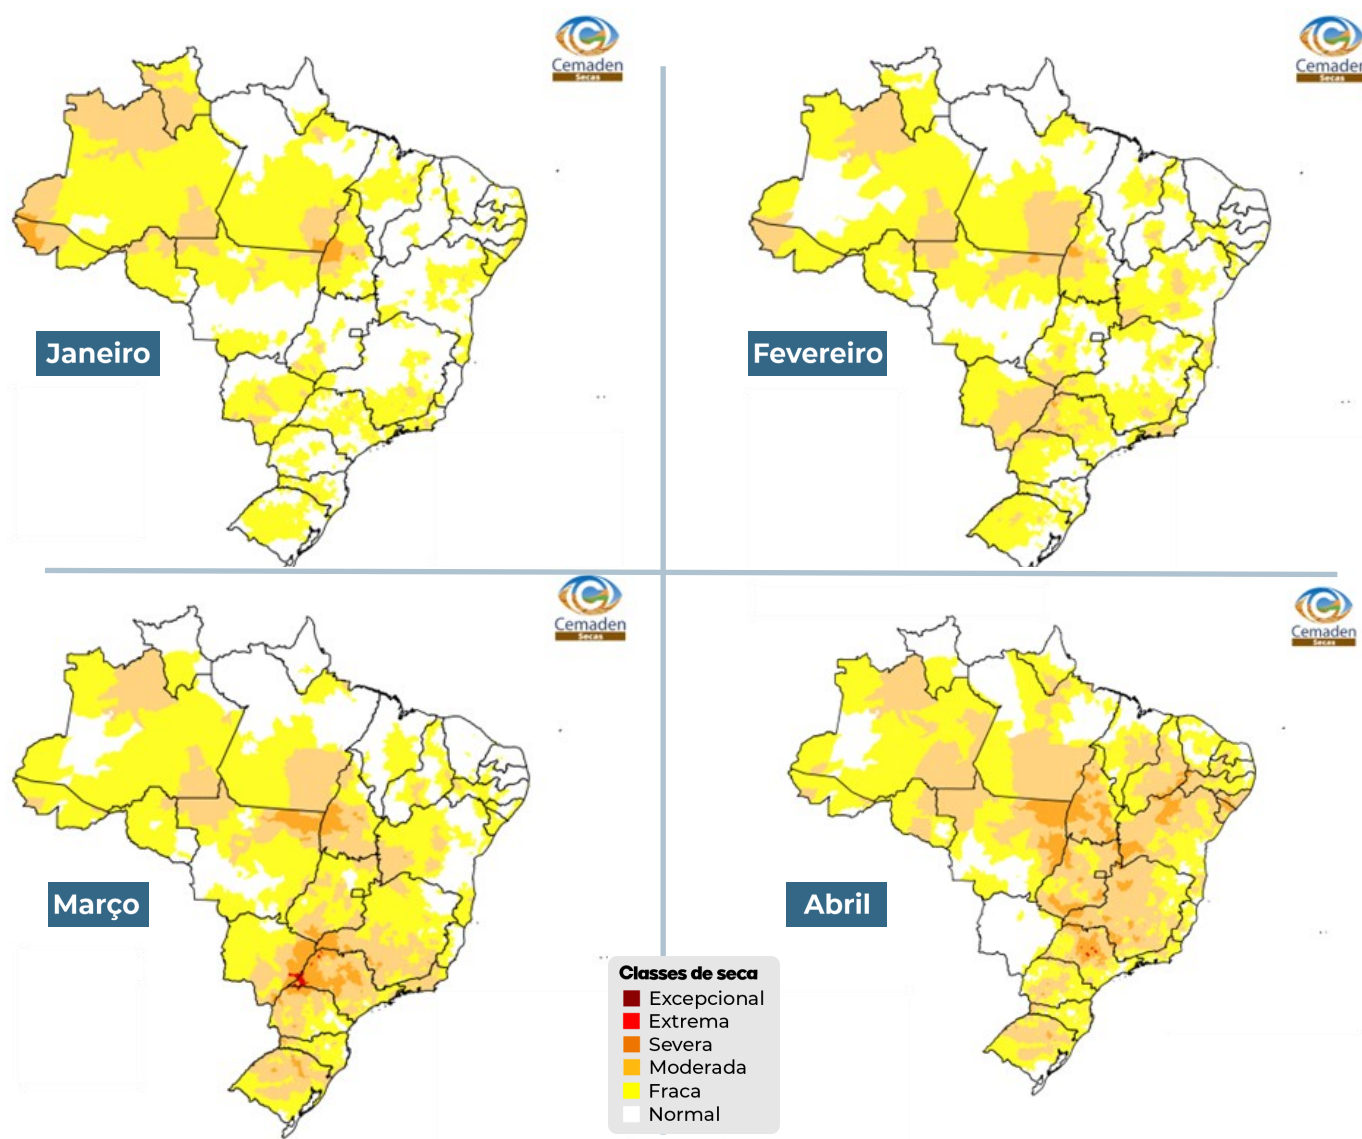 Cemaden
Secas
Cemaden
Secas
Janeiro
Fevereiro
Cemaden
Secas
Cemaden
Secas
Março
Abril
Classes de seca
Excepcional
Extrema
Severa
Moderada
Fraca
Normal